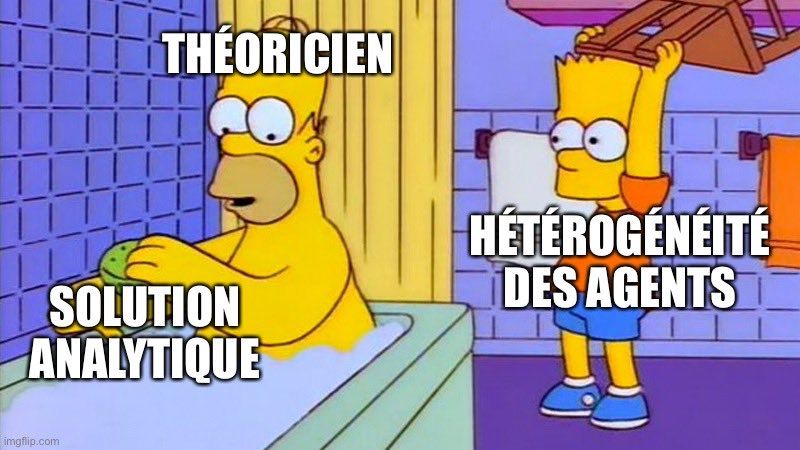 THÉORICIEN
HÉTÉROGÉNÉITÉ
DES AGENTS
SOLUTION
ANALYTIQUE
imgflip.com